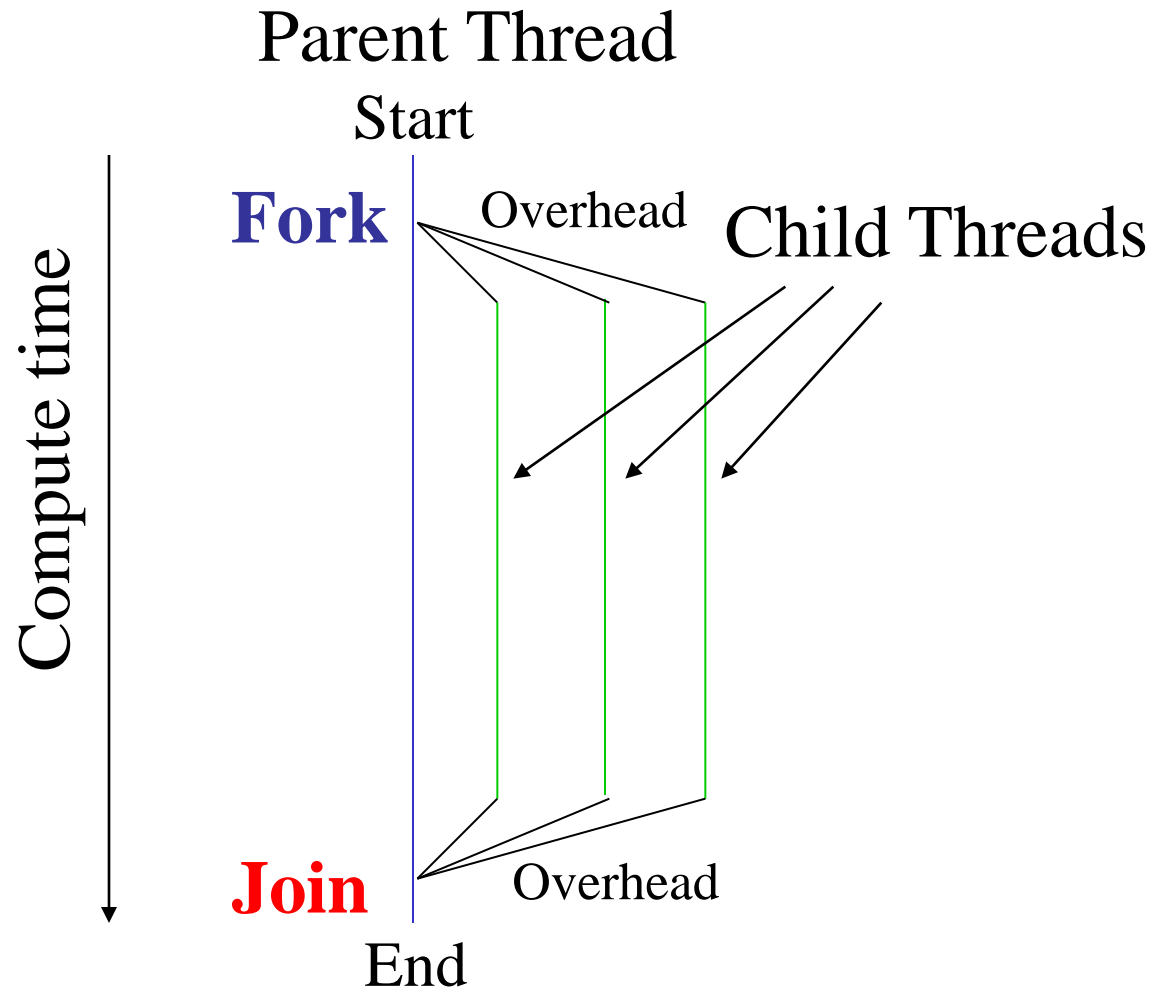 Parent Thread
Start
Fork
Overhead
Child Threads
Compute time
Join
Overhead
End